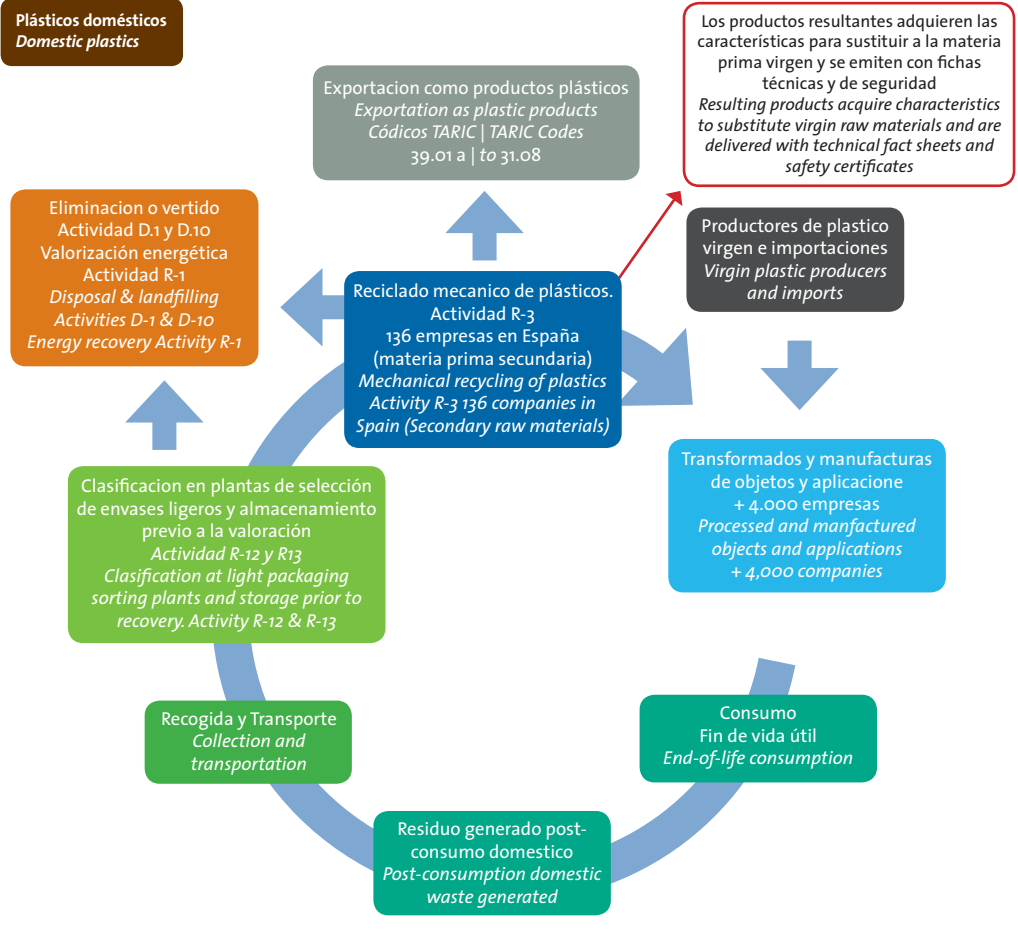 Plásticos domésticos
Domestic plastics
Los productos resultantes adquieren las
características para sustituir a la materia
prima virgen y se emiten con fichas
técnicas y de seguridad
Resulting products acquire characteristics
to substitute virgin raw materials and are
delivered with technical fact sheets and
safety certificates
Exportacion como productos plásticos
Exportation as plastic products
Códicos TARIC | TARIC Codes
39.01 a | to 31.08
Eliminacion o vertido
Actividad D.1 y D.10
Valorización energética
Actividad R-1
Disposal & landfilling
Activities D-1 & D-10
Energy recovery Activity R-1
Productores de plastico
virgen e importaciones
Virgin plastic producers
and imports
Reciclado mecanico de plásticos.
Actividad R-3
136 empresas en España
(materia prima secundaria)
Mechanical recycling of plastics
Activity R-3 136 companies in
Spain (Secondary raw materials)
Transformados y manufacturas
de objetos y aplicacione
+ 4.000 empresas
Processed and manfactured
objects and applications
+ 4,000 companies
Clasificacion en plantas de selección
de envases ligeros y almacenamiento
previo a la valoración
Actividad R-12 y R13
Clasification at light packaging
sorting plants and storage prior to
recovery. Activity R-12 & R-13
Recogida y Transporte
Collection and
transportation
Consumo
Fin de vida útil
End-of-life consumption
Residuo generado post-
consumo domestico
Post-consumption domestic
waste generated